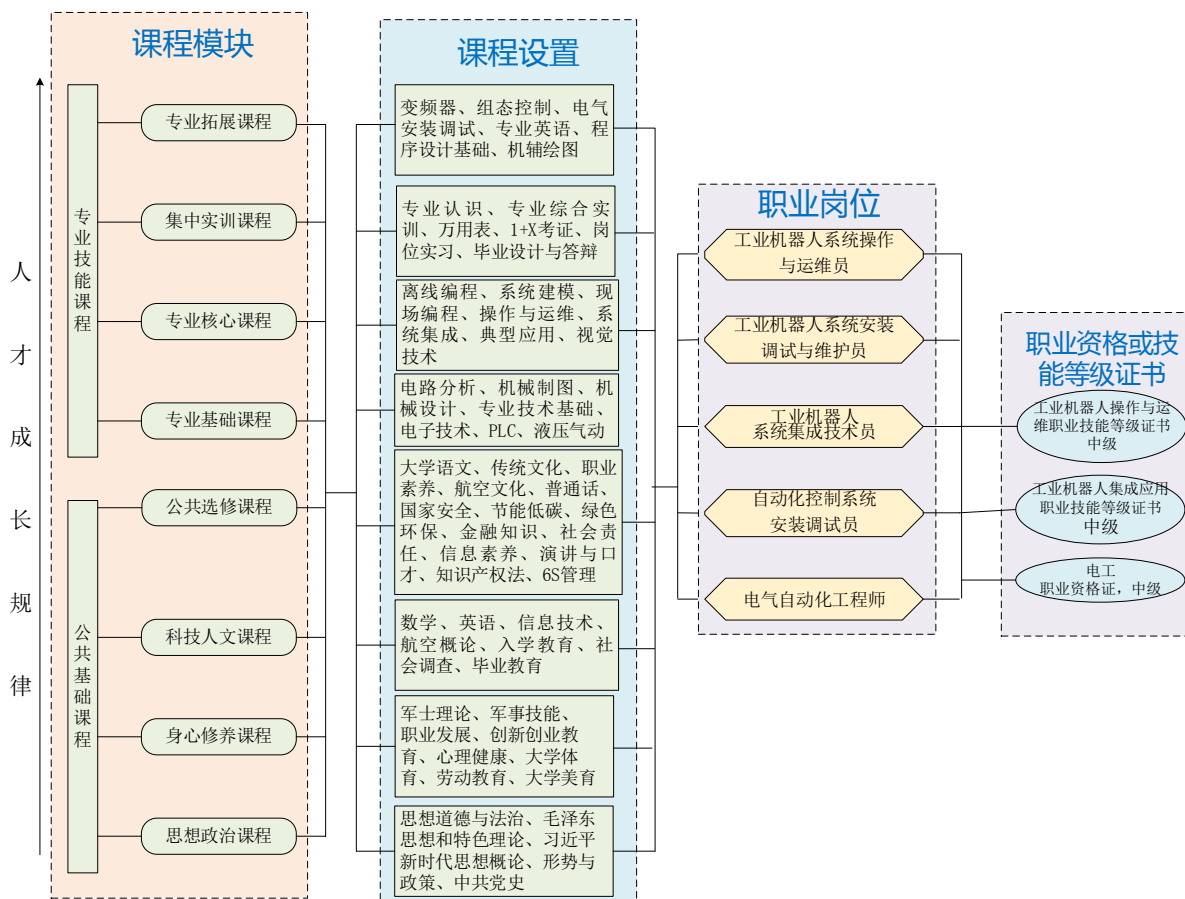 课程模块
人才成长规律
专业技能课程
专业拓展课程
集中实训课程
专业核心课程
专业基础课程
公共基础课程
公共选修课程
科技人文课程
身心修养课程
思想政治课程
课程设置
变频器、组态控制、电气
安装调试、专业英语、程
序设计基础、机辅绘图
专业认识、专业综合实
训、万用表、1+X考证、岗
位实习、毕业设计与答辩
离线编程、系统建模、现
场编程、操作与运维、系
统集成、典型应用、视觉
技术
电路分析、机械制图、机
械设计、专业技术基础、
电子技术、PLC、液压气动
大学语文、传统文化、职业
素养、航空文化、普通话、
国家安全、节能低碳、绿色
环保、金融知识、社会责
任、信息素养、演讲与口
才、知识产权法、6S管理
数学、英语、信息技术、
航空概论、入学教育、社
会调查、毕业教育
军士理论、军事技能、
职业发展、创新创业教
育、心理健康、大学体
育、劳动教育、大学美育
思想道德与法治、毛泽东
思想和特色理论、习近平
新时代思想概论、形势与
政策、中共党史
职业岗位
工业机器人系统操作
与运维员
工业机器人系统安装
调试与维护员
工业机器人
系统集成技术员
自动化控制系统
安装调试员
电气自动化工程师
职业资格或技
能等级证书
工业机器人操作与运
维职业技能等级证书
中级
工业机器人集成应用
职业技能等级证书
中级
电工
职业资格证，中级